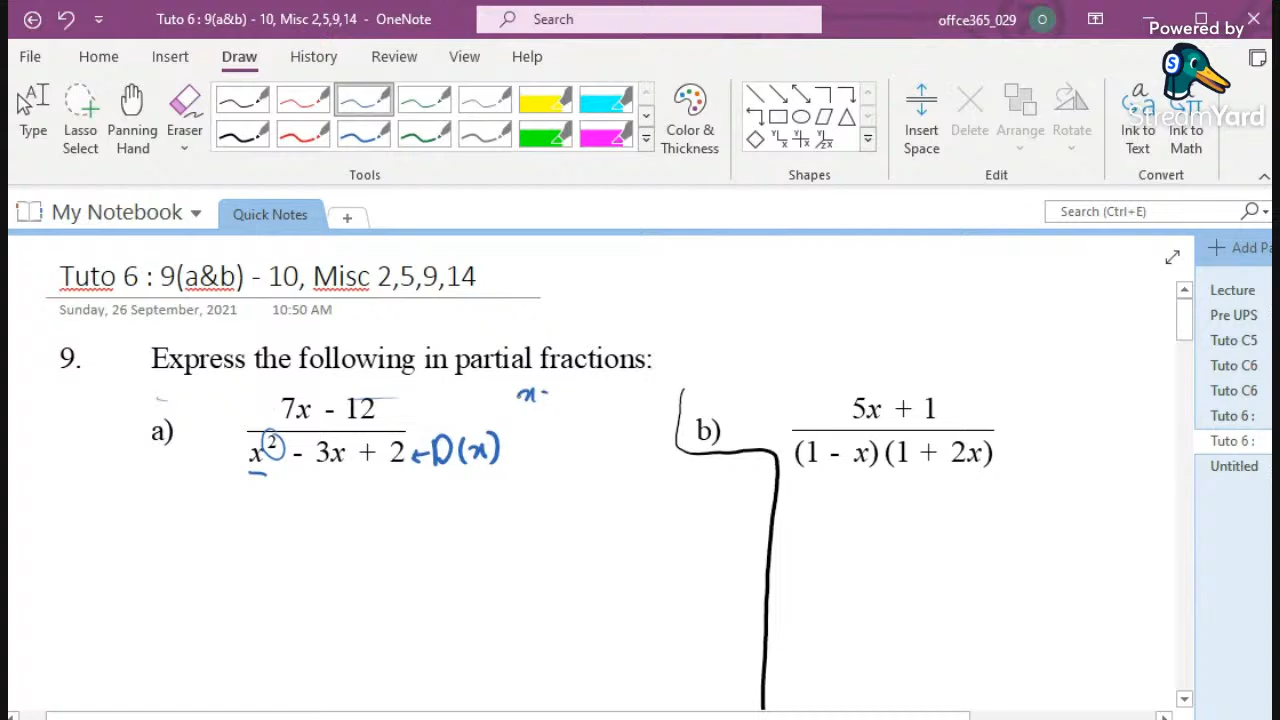 Tuto 6 : 9(a&b) - 10, Misc 2,5,9,14 - OneNote
Search
offce365_029
O
Powered by
StreamYard
File Home Insert Draw History Review View Help
Type
Lasso Select
Panning Hand
Eraser
Color & Thickness
Insert Space
Delete
Arrange
Rotate
Ink to Text
Ink to Math
Tools
Shapes
Edit
Convert
My Notebook
Quick Notes
Search (Ctrl+E)
Add Pa
Tuto 6 : 9(a&b) - 10, Misc 2,5,9,14
Sunday, 26 September, 2021 10:50 AM
Lecture
Pre UPS
Tuto C5
Tuto C6
Tuto C6
Tuto 6 :
Tuto 6 :
Untitled
9. Express the following in partial fractions:
a)
7x - 12
x² - 3x + 2 ← D(x)
x-
b)
5x + 1
(1 - x)(1 + 2x)